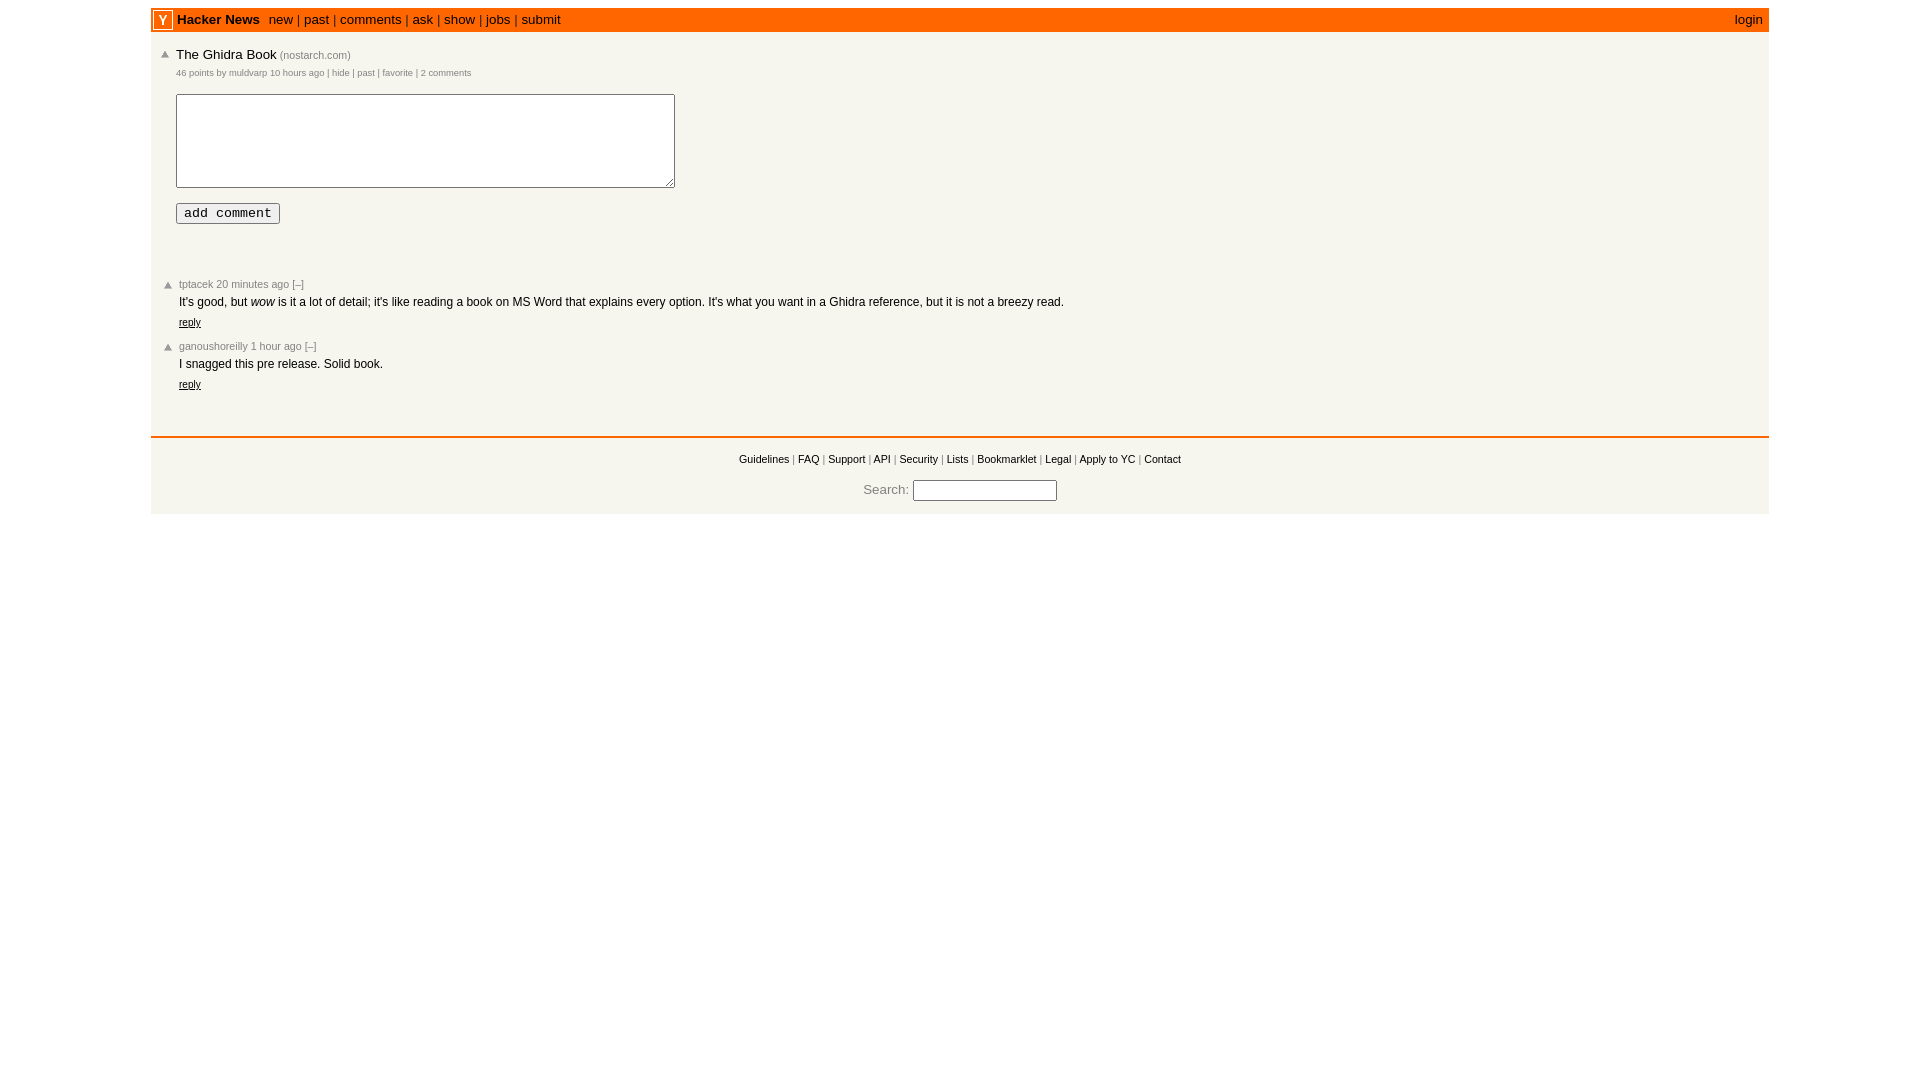 Y Hacker News new | past | comments | ask | show | jobs | submit login
The Ghidra Book (nostarch.com)
46 points by muldvarp 10 hours ago | hide | past | favorite | 2 comments
add comment
tptacek 20 minutes ago [–]
It's good, but wow is it a lot of detail; it's like reading a book on MS Word that explains every option. It's what you want in a Ghidra reference, but it is not a breezy read.
reply
ganoushoreilly 1 hour ago [–]
I snagged this pre release. Solid book.
reply
Guidelines | FAQ | Support | API | Security | Lists | Bookmarklet | Legal | Apply to YC | Contact
Search: